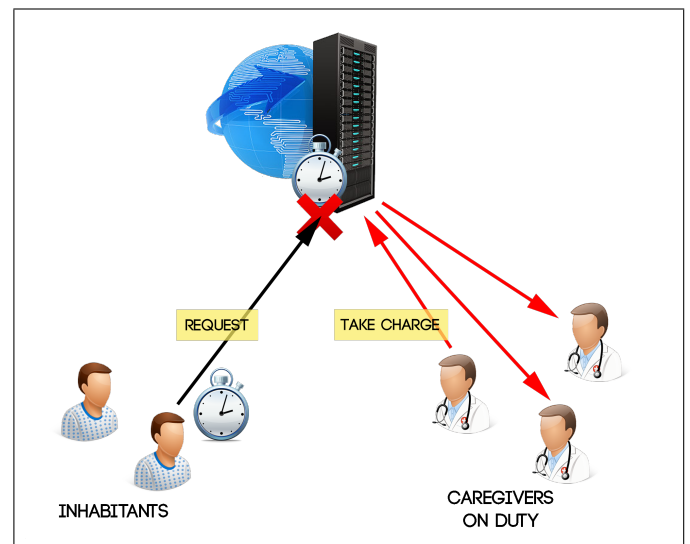 REQUEST
TAKE CHARGE
INHABITANTS
CAREGIVERS
ON DUTY